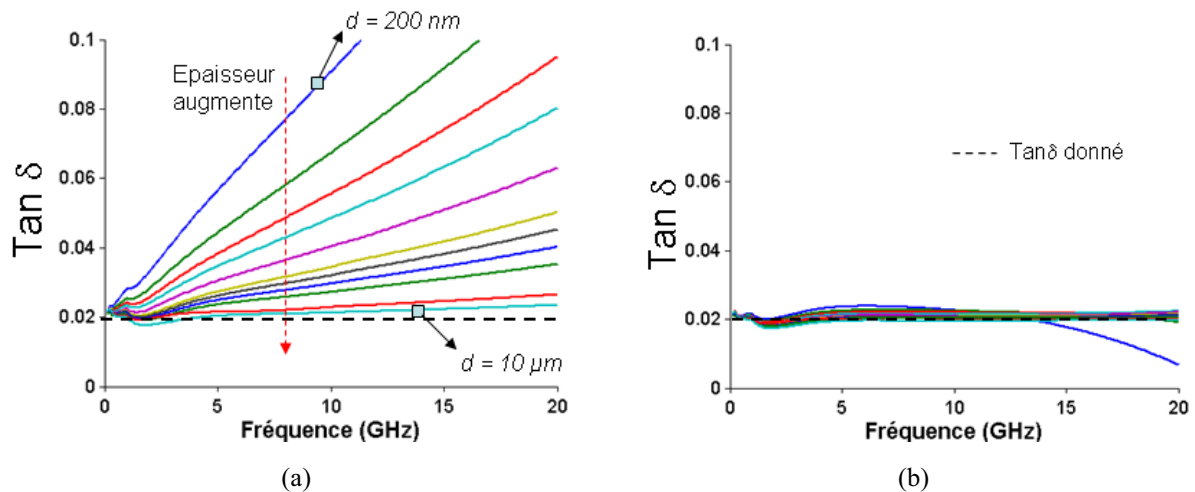 d = 200 nm
0.1
0.08
0.06
0.04
0.02
0
Epaisseur
augmente
Tan δ
d = 10 µm
0 5 10 15 20
Fréquence (GHz)
(a)
0.1
0.08
0.06
0.04
0.02
0
Tanδ donné
Tan δ
0 5 10 15 20
Fréquence (GHz)
(b)